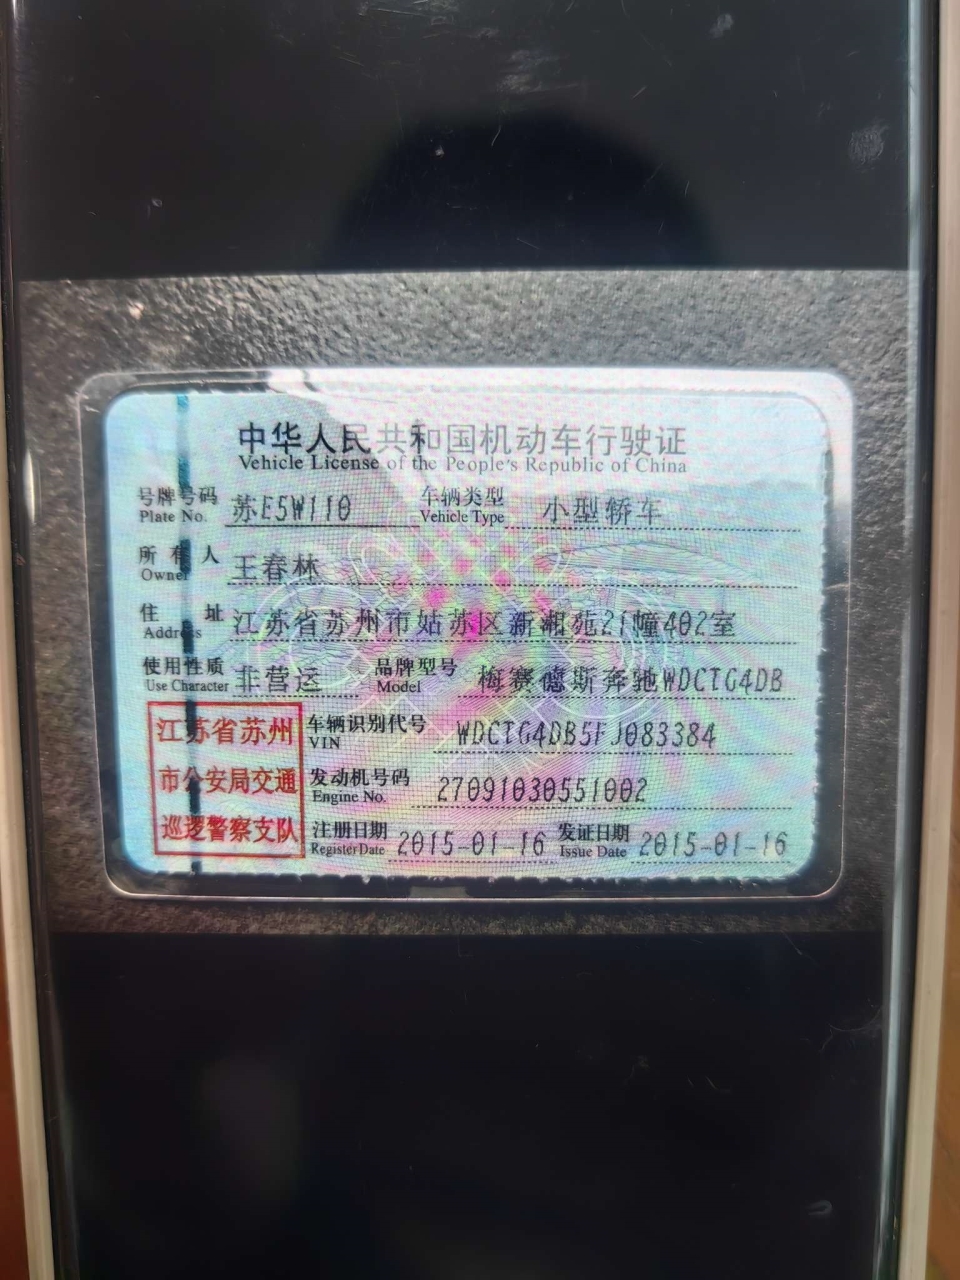 中华人民共和国机动车行驶证
Vehicle License of the People's Republic of China
号牌号码 苏E5W110 车辆类型 小型轿车
Plate No. Vehicle Type
所有人 王春林
Owner
住址 江苏省苏州市姑苏区新湘苑21幢402室
Address
使用性质 非营运 品牌型号 梅赛德斯奔驰WDCTG4DB
Use Character Model
江苏省苏州
市公安局交通
巡逻警察支队
车辆识别代号 WDCTG4DB5FJ083384
VIN
发动机号码 27091030551002
Engine No.
注册日期 2015-01-16 发证日期 2015-01-16
Register Date Issue Date